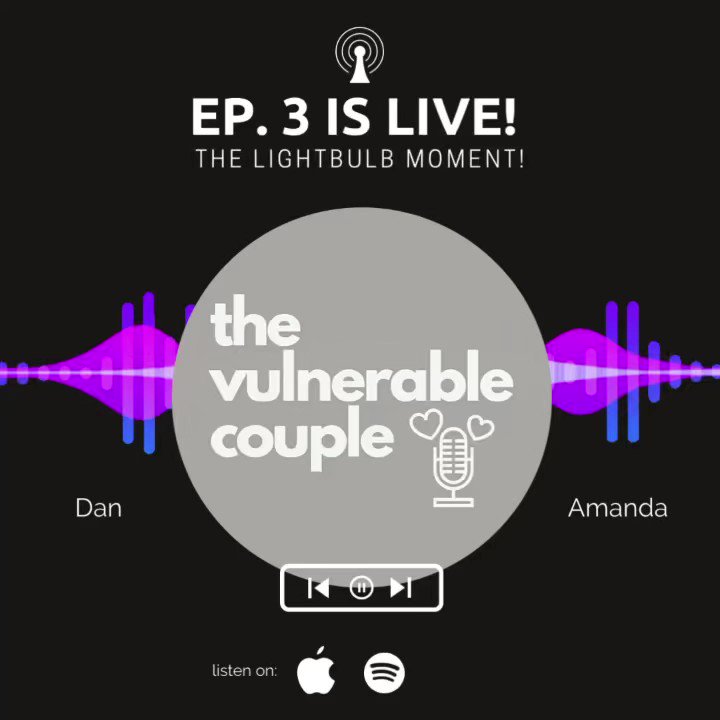 EP. 3 IS LIVE!
THE LIGHTBULB MOMENT!
the
vulnerable
couple
Dan
Amanda
listen on: